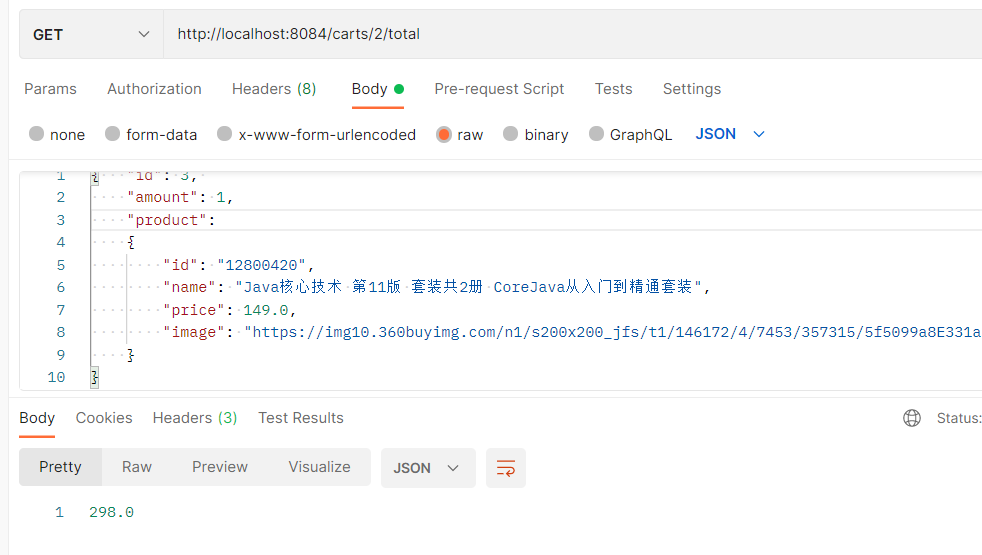 GET http://localhost:8084/carts/2/total
Params Authorization Headers (8) Body Pre-request Script Tests Settings
none form-data x-www-form-urlencoded raw binary GraphQL JSON
1 { "id": 3,
2 "amount": 1,
3 "product":
4 {
5 "id": "12800420",
6 "name": "Java核心技术 第11版 套装共2册 CoreJava从入门到精通套装",
7 "price": 149.0,
8 "image": "https://img10.360buyimg.com/n1/s200x200_jfs/t1/146172/4/7453/357315/5f5099a8E331a
9 }
10 }
Body Cookies Headers (3) Test Results Status:
Pretty Raw Preview Visualize JSON
1 298.0